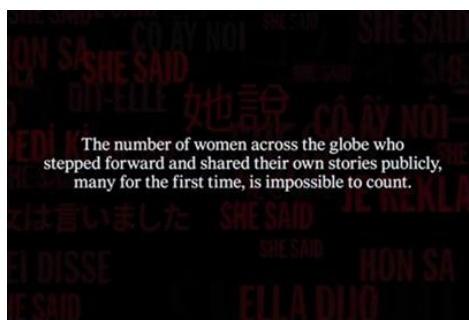 CÔ ẤY NÓI
SHE SAID
HON SA
SHE SAID
DIT-ELLE
她說
CÔ ẤY NÓI
The number of women across the globe who
stepped forward and shared their own stories publicly,
many for the first time, is impossible to count.
JE REKLA
は言いました
SHE SAID
SHE SAID
EI DISSE
HON SA
E SAID
ELLA DIJO